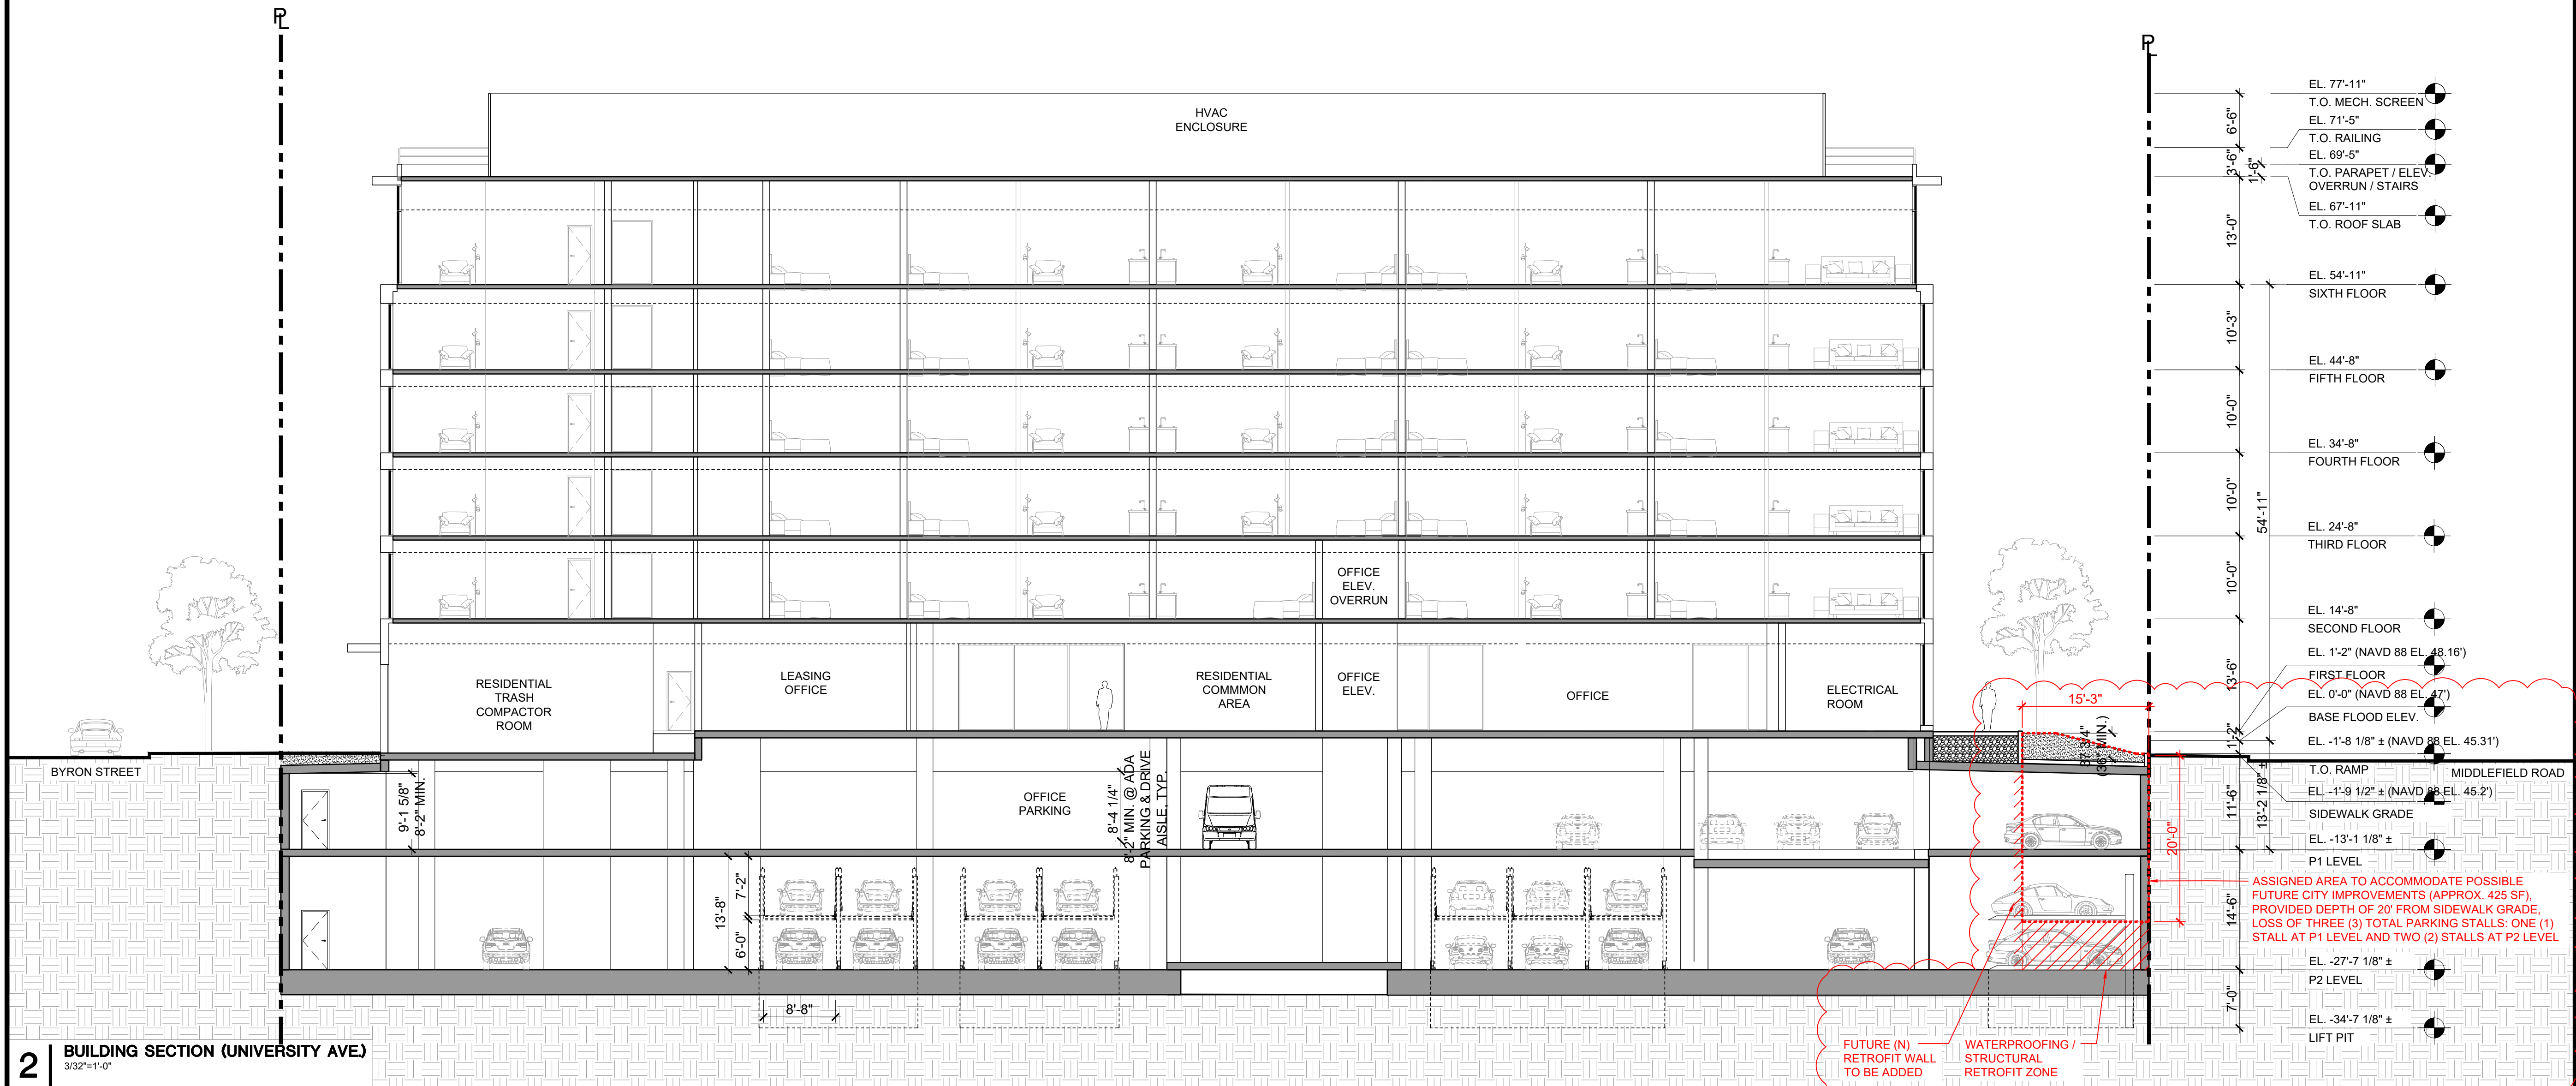 PL
PL
HVAC
ENCLOSURE
OFFICE
ELEV.
OVERRUN
RESIDENTIAL
TRASH
COMPACTOR
ROOM
LEASING
OFFICE
RESIDENTIAL
COMMMON
AREA
OFFICE
ELEV.
OFFICE
ELECTRICAL
ROOM
BYRON STREET
MIDDLEFIELD ROAD
9'-1 5/8"
8'-2" MIN.
OFFICE
PARKING
8'-4 1/4"
8'-2" MIN. @ ADA
PARKING & DRIVE
AISLE, TYP.
13'-8"
7'-2"
6'-0"
8'-8"
15'-3"
37 3/4"
(36" MIN.)
20'-0"
6'-6"
3'-6"
1'-6"
13'-0"
10'-3"
10'-0"
10'-0"
10'-0"
54'-11"
13'-6"
1'-2"
11'-6"
13'-2 1/8" ±
14'-6"
7'-0"
EL. 77'-11"
T.O. MECH. SCREEN
EL. 71'-5"
T.O. RAILING
EL. 69'-5"
T.O. PARAPET / ELEV.
OVERRUN / STAIRS
EL. 67'-11"
T.O. ROOF SLAB
EL. 54'-11"
SIXTH FLOOR
EL. 44'-8"
FIFTH FLOOR
EL. 34'-8"
FOURTH FLOOR
EL. 24'-8"
THIRD FLOOR
EL. 14'-8"
SECOND FLOOR
EL. 1'-2" (NAVD 88 EL. 48.16')
FIRST FLOOR
EL. 0'-0" (NAVD 88 EL. 47')
BASE FLOOD ELEV.
EL. -1'-8 1/8" ± (NAVD 88 EL. 45.31')
T.O. RAMP
EL. -1'-9 1/2" ± (NAVD 88 EL. 45.2')
SIDEWALK GRADE
EL. -13'-1 1/8" ±
P1 LEVEL
ASSIGNED AREA TO ACCOMMODATE POSSIBLE
FUTURE CITY IMPROVEMENTS (APPROX. 425 SF),
PROVIDED DEPTH OF 20' FROM SIDEWALK GRADE,
LOSS OF THREE (3) TOTAL PARKING STALLS: ONE (1)
STALL AT P1 LEVEL AND TWO (2) STALLS AT P2 LEVEL
EL. -27'-7 1/8" ±
P2 LEVEL
EL. -34'-7 1/8" ±
LIFT PIT
FUTURE (N)
RETROFIT WALL
TO BE ADDED
WATERPROOFING /
STRUCTURAL
RETROFIT ZONE
2
BUILDING SECTION (UNIVERSITY AVE.)
3/32"=1'-0"